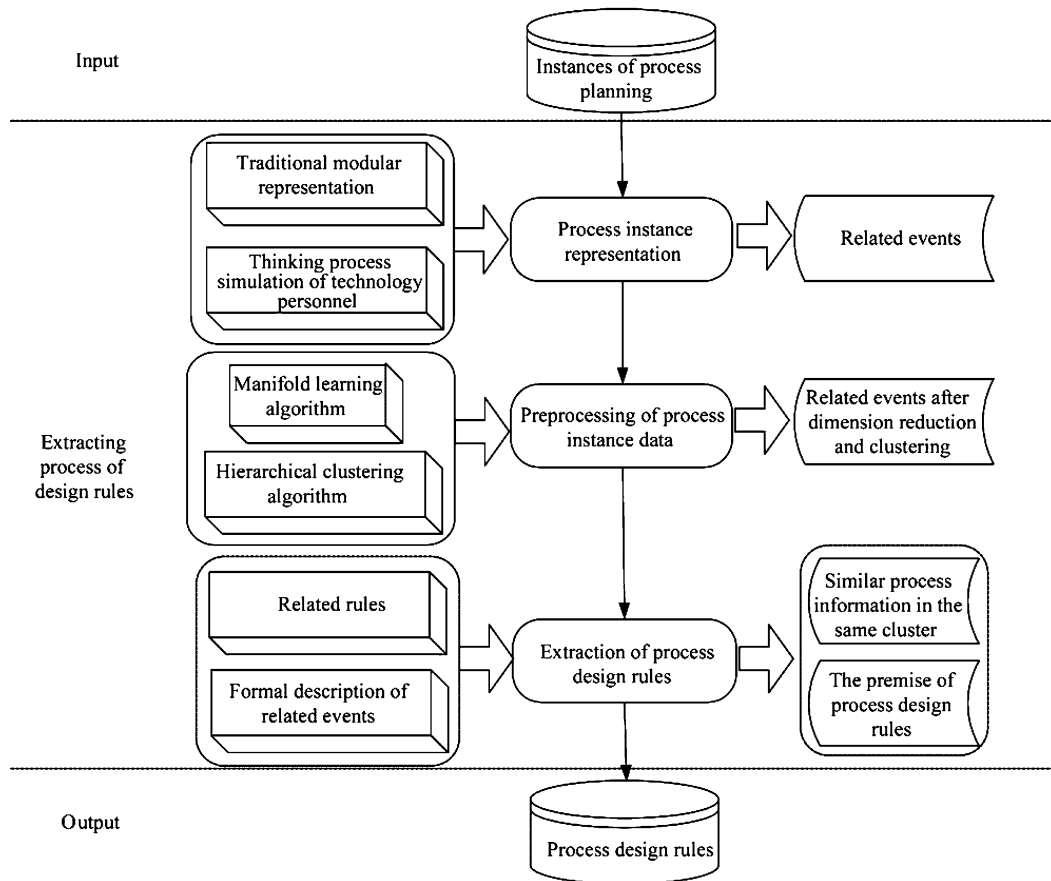 Input
Instances of process
planning
Traditional modular
representation
Thinking process
simulation of technology
personnel
Process instance
representation
Related events
Manifold learning
algorithm
Hierarchical clustering
algorithm
Preprocessing of process
instance data
Related events after
dimension reduction
and clustering
Extracting
process of
design rules
Related rules
Formal description of
related events
Extraction of process
design rules
Similar process
information in the
same cluster
The premise of
process design
rules
Output
Process design rules